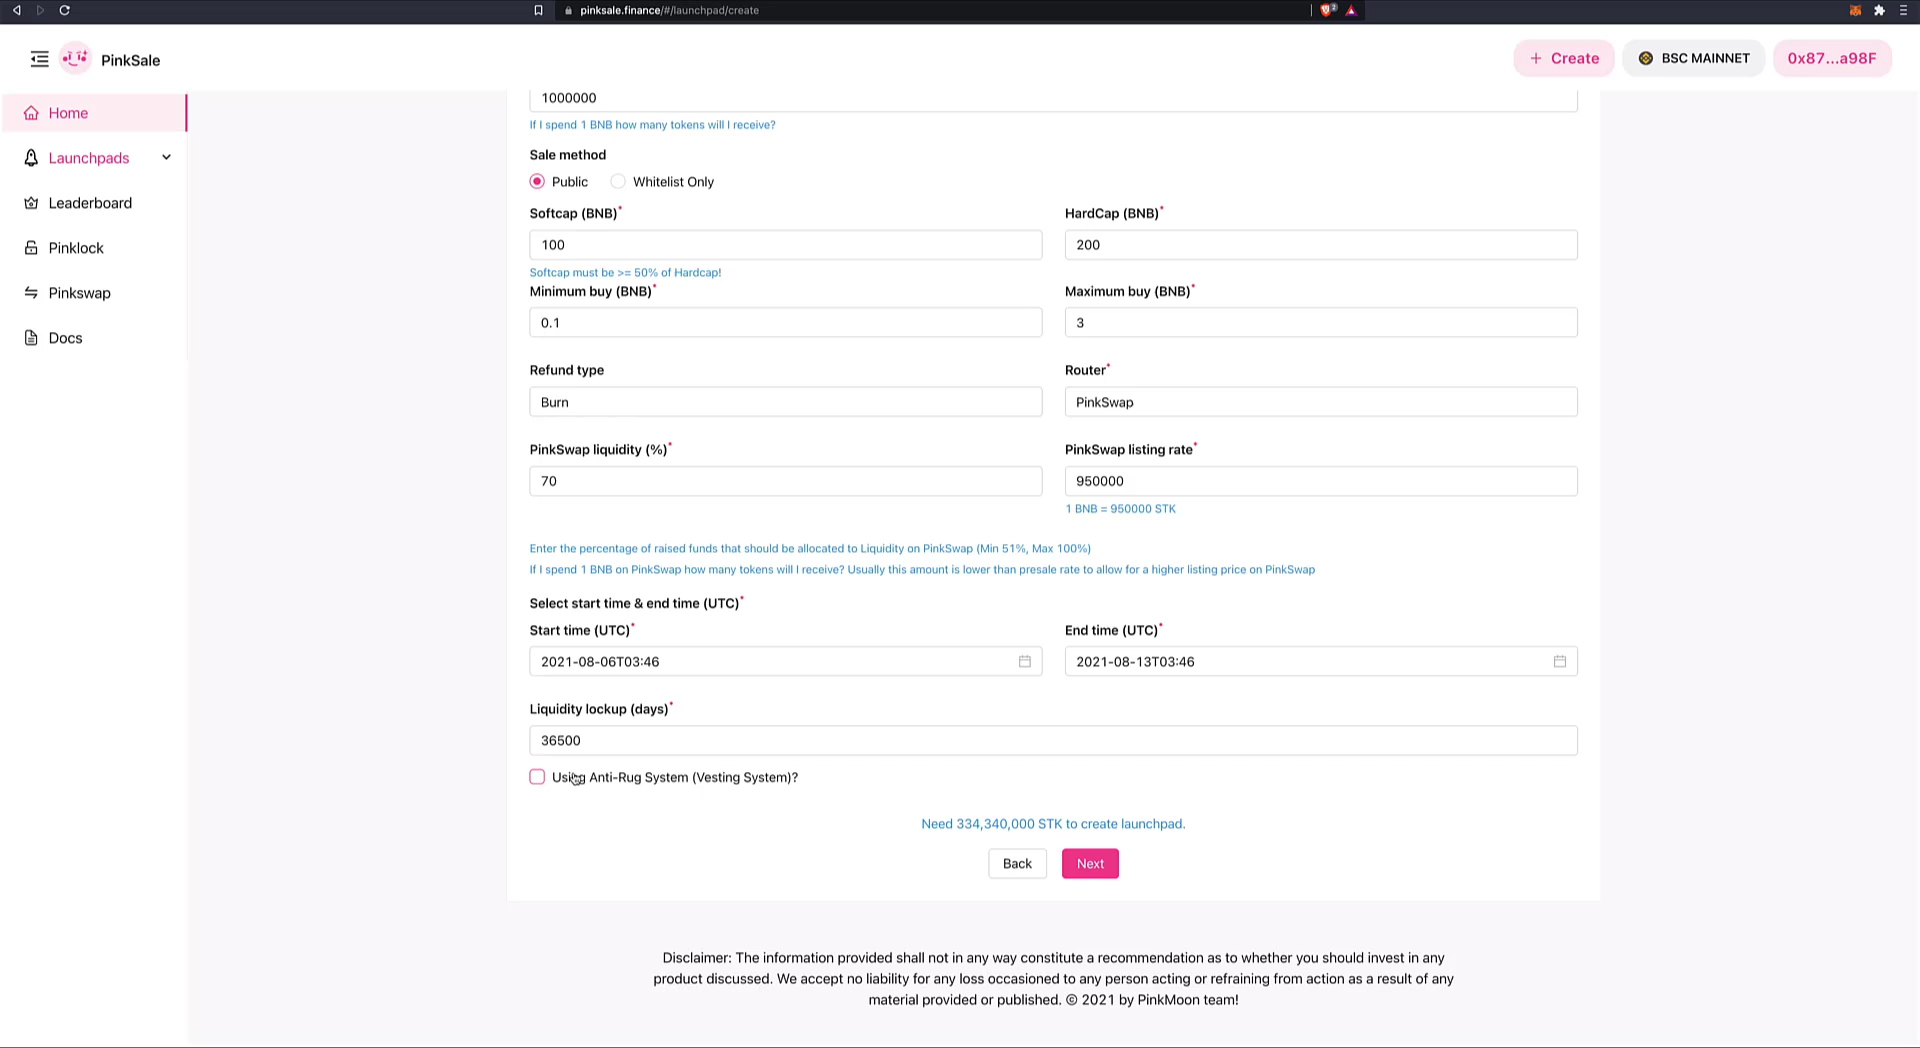 pinksale.finance/#/launchpad/create
2
PinkSale
+ Create
BSC MAINNET
0x87...a98F
Home
Launchpads
Leaderboard
Pinklock
Pinkswap
Docs
1000000
If I spend 1 BNB how many tokens will I receive?
Sale method
Public
Whitelist Only
Softcap (BNB)*
HardCap (BNB)*
100
200
Softcap must be >= 50% of Hardcap!
Minimum buy (BNB)*
Maximum buy (BNB)*
0.1
3
Refund type
Router*
Burn
PinkSwap
PinkSwap liquidity (%)*
PinkSwap listing rate*
70
950000
1 BNB = 950000 STK
Enter the percentage of raised funds that should be allocated to Liquidity on PinkSwap (Min 51%, Max 100%)
If I spend 1 BNB on PinkSwap how many tokens will I receive? Usually this amount is lower than presale rate to allow for a higher listing price on PinkSwap
Select start time & end time (UTC)*
Start time (UTC)*
End time (UTC)*
2021-08-06T03:46
2021-08-13T03:46
Liquidity lockup (days)*
36500
Using Anti-Rug System (Vesting System)?
Need 334,340,000 STK to create launchpad.
Back
Next
Disclaimer: The information provided shall not in any way constitute a recommendation as to whether you should invest in any
product discussed. We accept no liability for any loss occasioned to any person acting or refraining from action as a result of any
material provided or published. © 2021 by PinkMoon team!